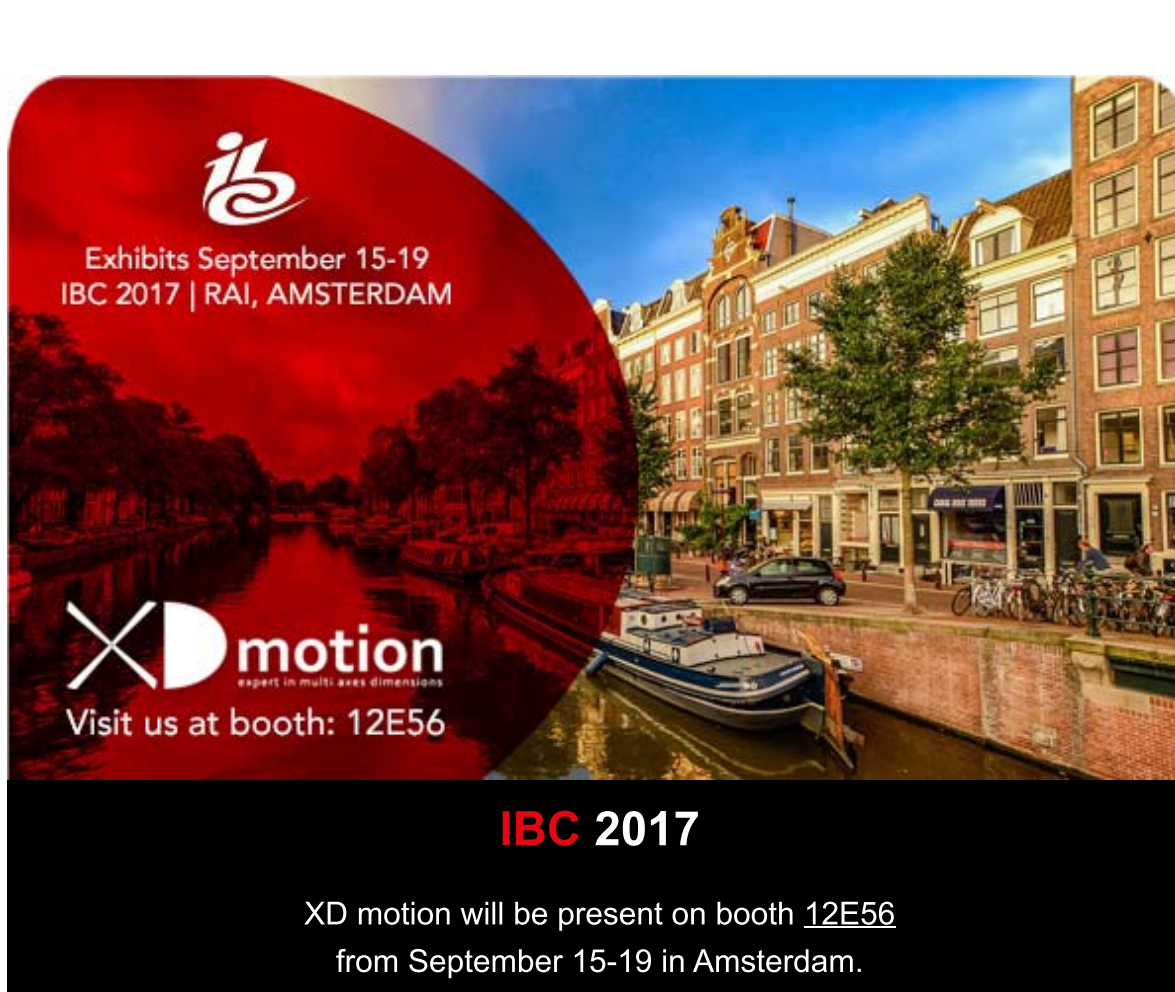 ibc
Exhibits September 15-19
IBC 2017 | RAI, AMSTERDAM
XD motion
expert in multi axes dimensions
Visit us at booth: 12E56
IBC 2017
XD motion will be present on booth 12E56
from September 15-19 in Amsterdam.